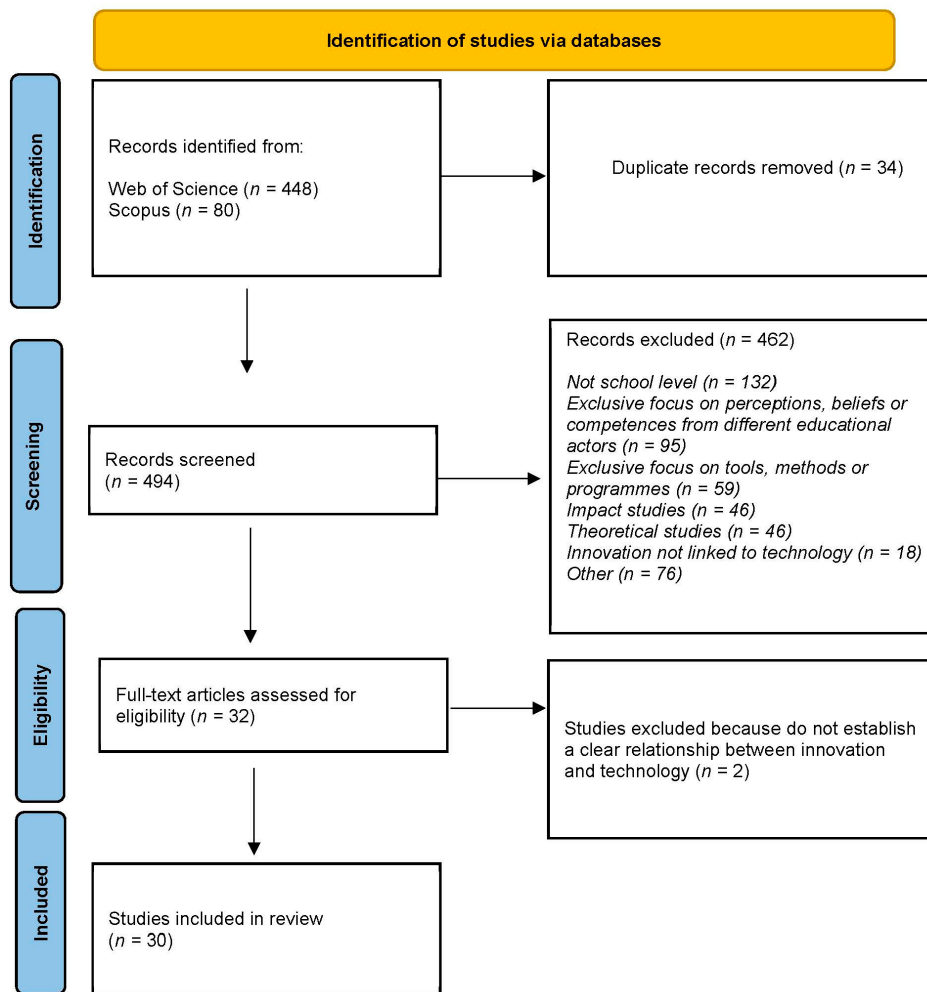 Identification of studies via databases
Identification
Records identified from:
Web of Science (n = 448)
Scopus (n = 80)
Duplicate records removed (n = 34)
Screening
Records screened
(n = 494)
Records excluded (n = 462)
Not school level (n = 132)
Exclusive focus on perceptions, beliefs or
competences from different educational
actors (n = 95)
Exclusive focus on tools, methods or
programmes (n = 59)
Impact studies (n = 46)
Theoretical studies (n = 46)
Innovation not linked to technology (n = 18)
Other (n = 76)
Eligibility
Full-text articles assessed for
eligibility (n = 32)
Studies excluded because do not establish
a clear relationship between innovation
and technology (n = 2)
Included
Studies included in review
(n = 30)